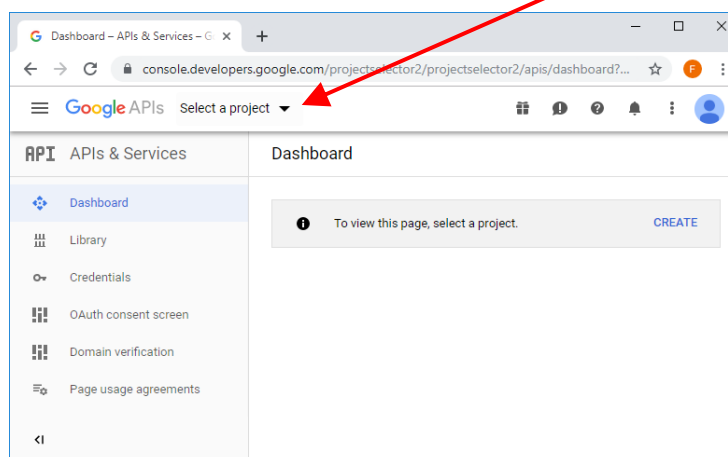 Dashboard – APIs & Services – G
console.developers.google.com/projectselector2/projectselector2/apis/dashboard?...
F
Google APIs Select a project
API APIs & Services
Dashboard
Dashboard
Library
Credentials
OAuth consent screen
Domain verification
Page usage agreements
To view this page, select a project. CREATE